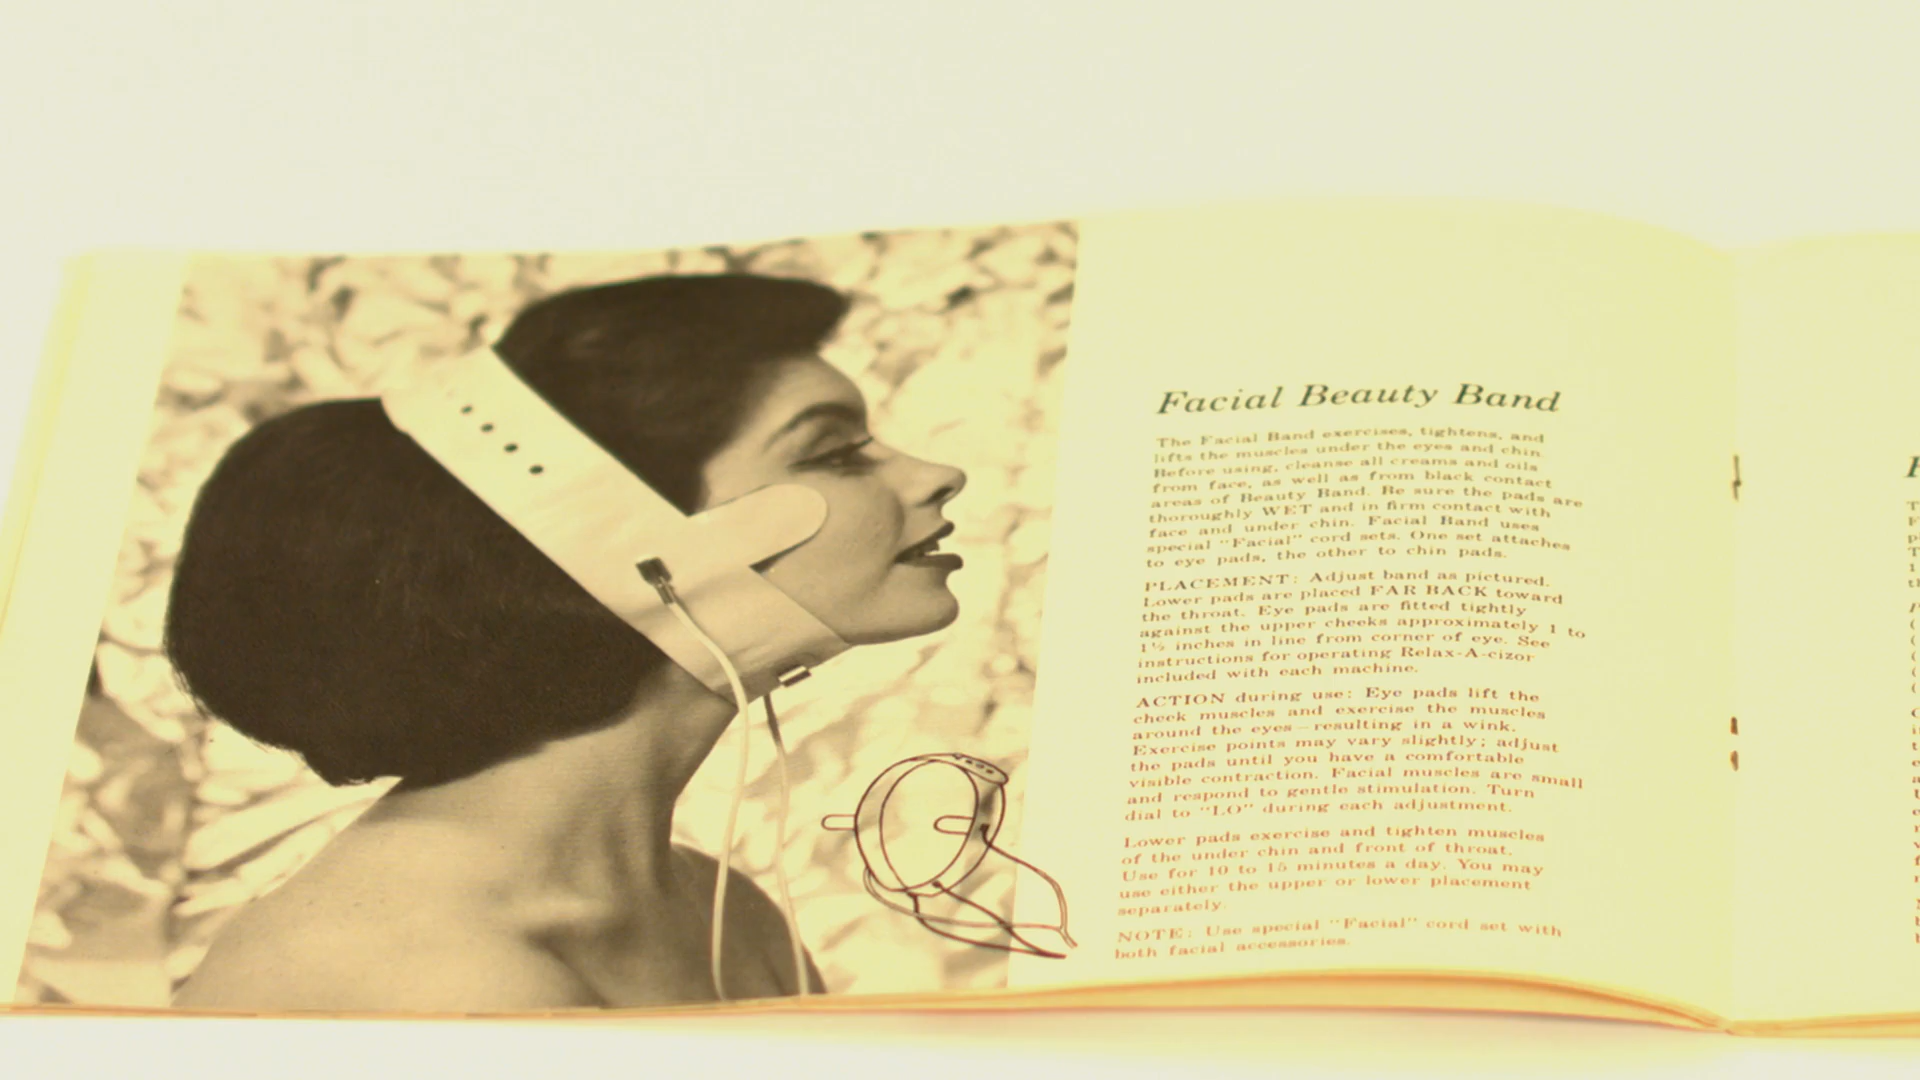 Facial Beauty Band
The Facial Band exercises, tightens, and
lifts the muscles under the eyes and chin.
Before using, cleanse all creams and oils
from face, as well as from black contact
areas of Beauty Band. Be sure the pads are
thoroughly WET and in firm contact with
face and under chin. Facial Band uses
special "Facial" cord sets. One set attaches
to eye pads, the other to chin pads.
PLACEMENT: Adjust band as pictured.
Lower pads are placed FAR BACK toward
the throat. Eye pads are fitted tightly
against the upper cheeks approximately 1 to
1½ inches in line from corner of eye. See
instructions for operating Relax-A-cizor
included with each machine.
ACTION during use: Eye pads lift the
cheek muscles and exercise the muscles
around the eyes—resulting in a wink.
Exercise points may vary slightly; adjust
the pads until you have a comfortable
visible contraction. Facial muscles are small
and respond to gentle stimulation. Turn
dial to "LO" during each adjustment.
Lower pads exercise and tighten muscles
of the under chin and front of throat.
Use for 10 to 15 minutes a day. You may
use either the upper or lower placement
separately.
NOTE: Use special "Facial" cord set with
both facial accessories.